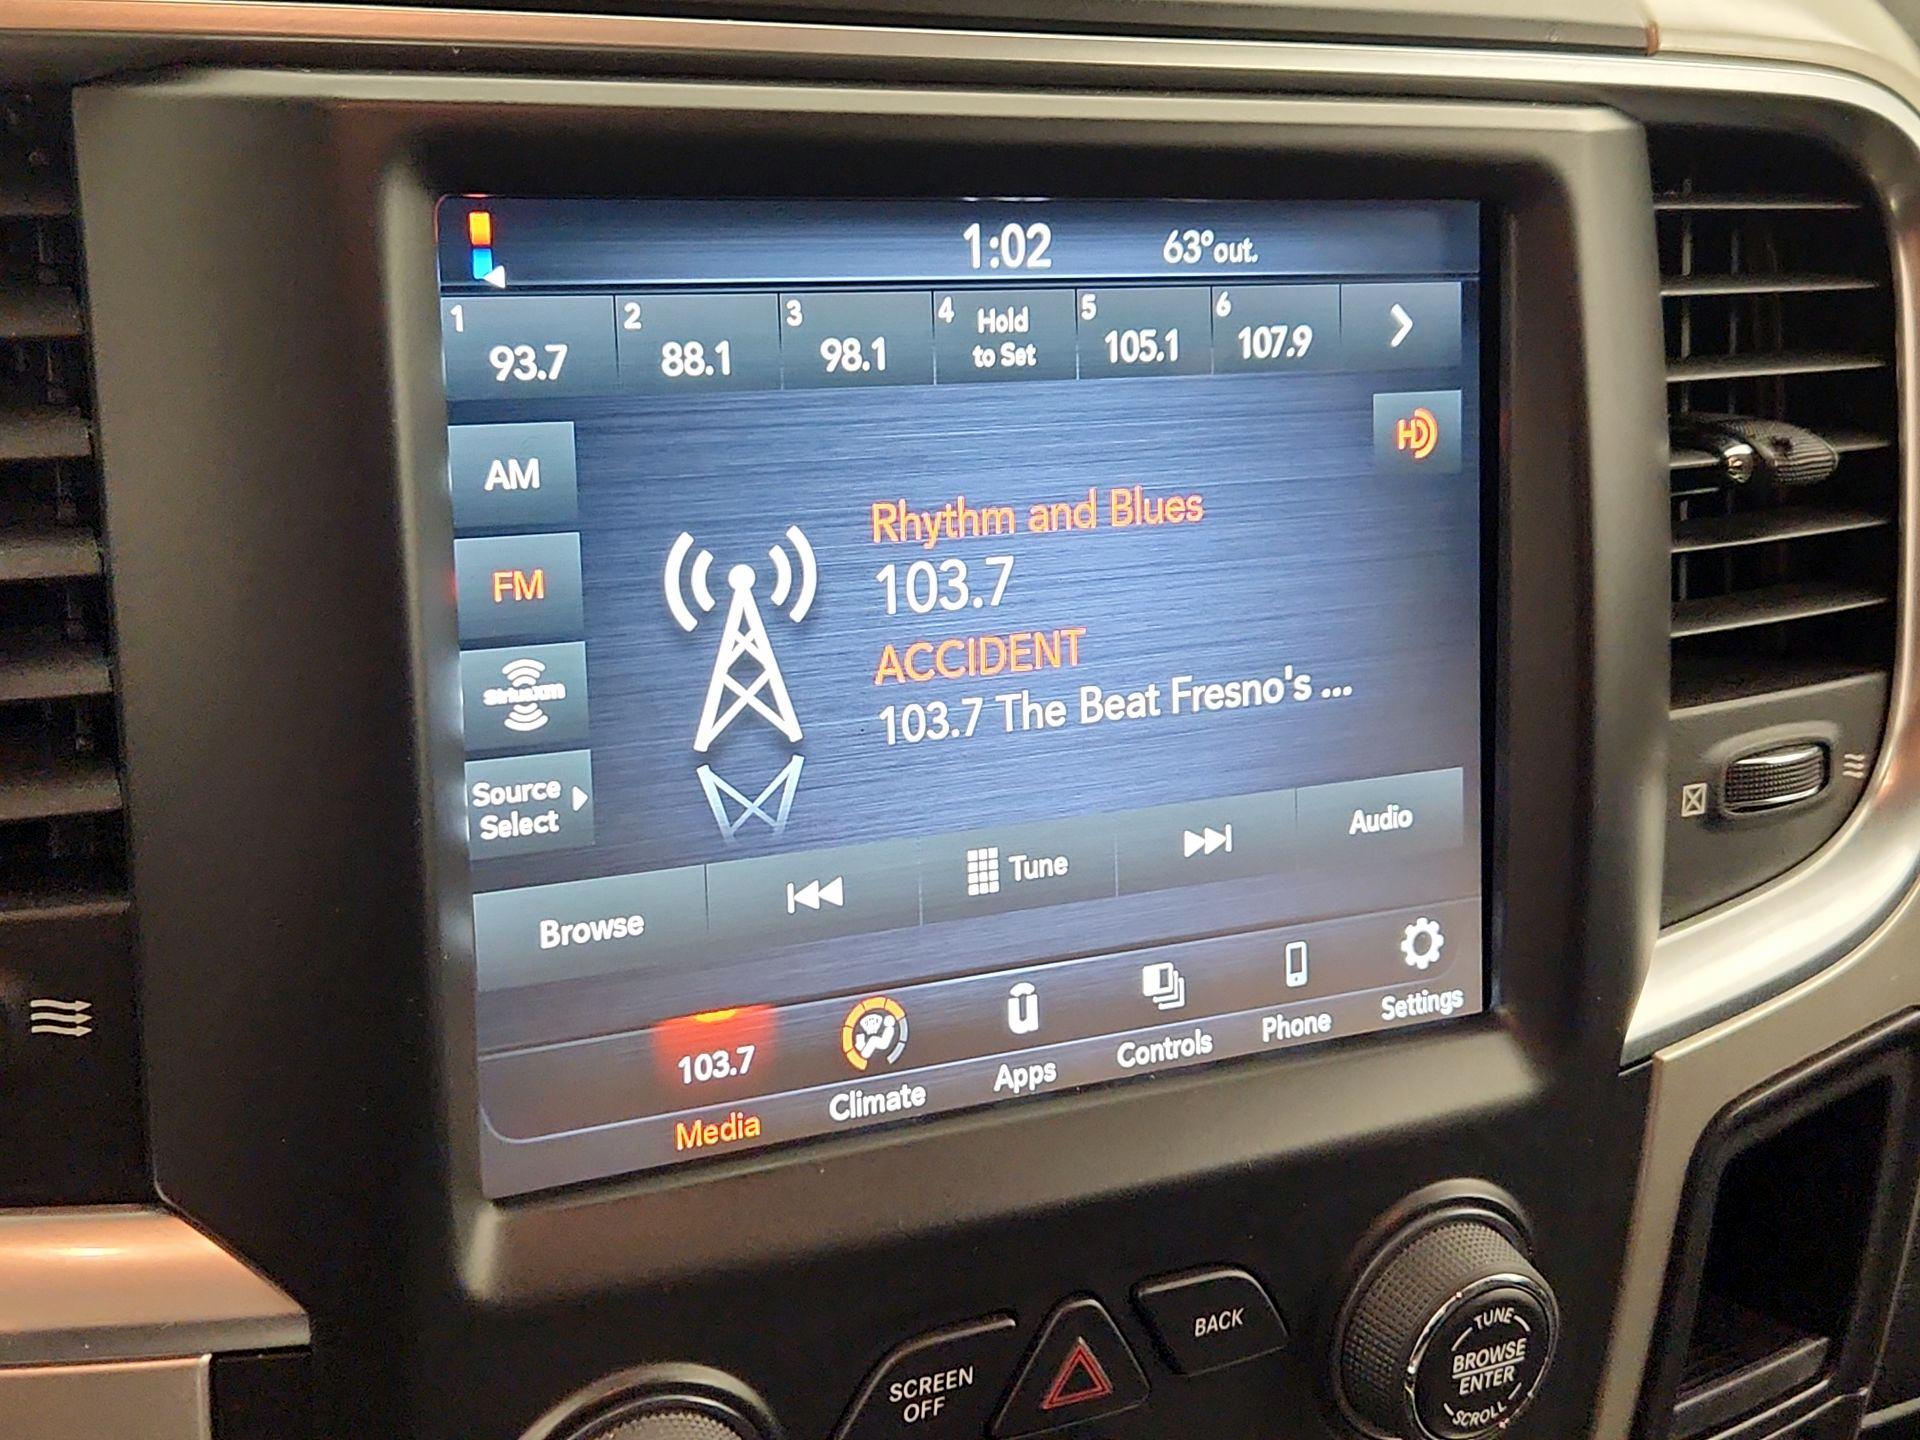 1:02 63°out.
1 93.7
2 88.1
3 98.1
4 Hold
to Set
5 105.1
6 107.9
HD
AM
Rhythm and Blues
FM
103.7
ACCIDENT
SiriusXM
103.7 The Beat Fresno's ...
Source
Select
Browse
Tune
Audio
103.7
Media
Climate
Apps
Controls
Phone
Settings
SCREEN
OFF
BACK
TUNE
BROWSE
ENTER
SCROLL